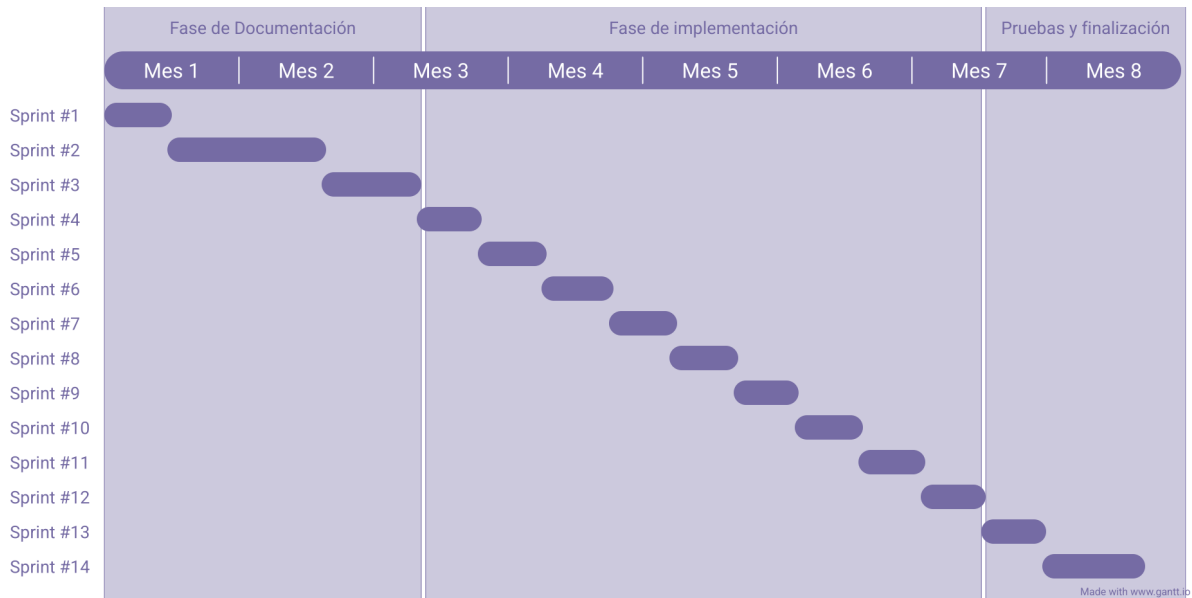 Fase de Documentación
Fase de implementación
Pruebas y finalización
Mes 1
Mes 2
Mes 3
Mes 4
Mes 5
Mes 6
Mes 7
Mes 8
Sprint #1
Sprint #2
Sprint #3
Sprint #4
Sprint #5
Sprint #6
Sprint #7
Sprint #8
Sprint #9
Sprint #10
Sprint #11
Sprint #12
Sprint #13
Sprint #14
Made with www.gantt.io